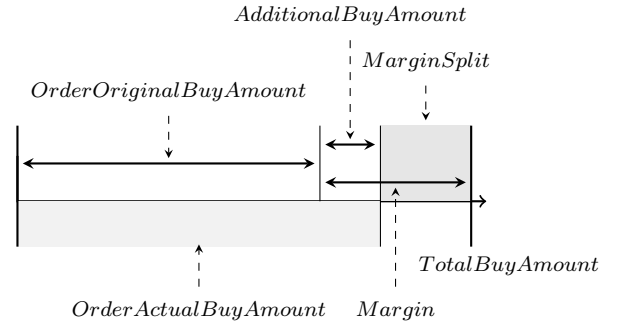 AdditionalBuyAmount
MarginSplit
OrderOriginalBuyAmount
TotalBuyAmount
OrderActualBuyAmount
Margin